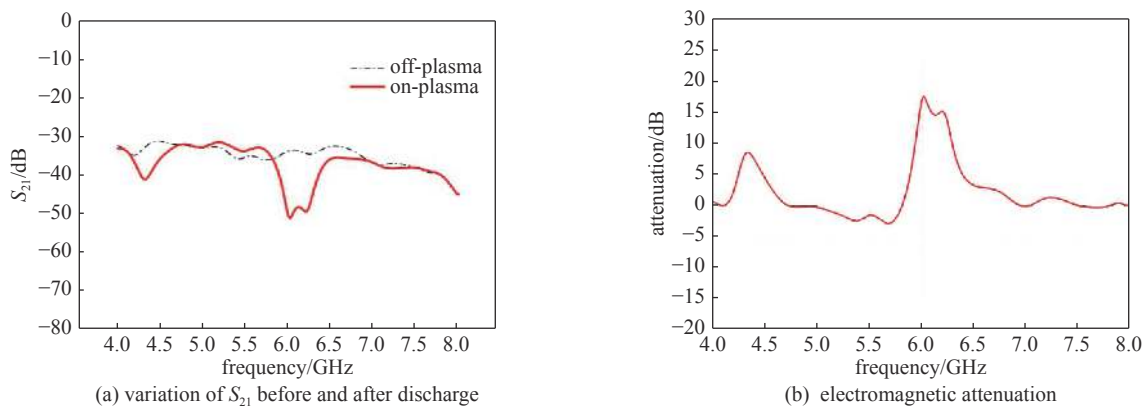 0
−10
−20
−30
−40
−50
−60
−70
−80
S21/dB
off-plasma
on-plasma
4.0 4.5 5.0 5.5 6.0 6.5 7.0 7.5 8.0
frequency/GHz
(a) variation of S21 before and after discharge
30
25
20
15
10
5
0
−5
−10
−15
−20
attenuation/dB
4.0 4.5 5.0 5.5 6.0 6.5 7.0 7.5 8.0
frequency/GHz
(b) electromagnetic attenuation